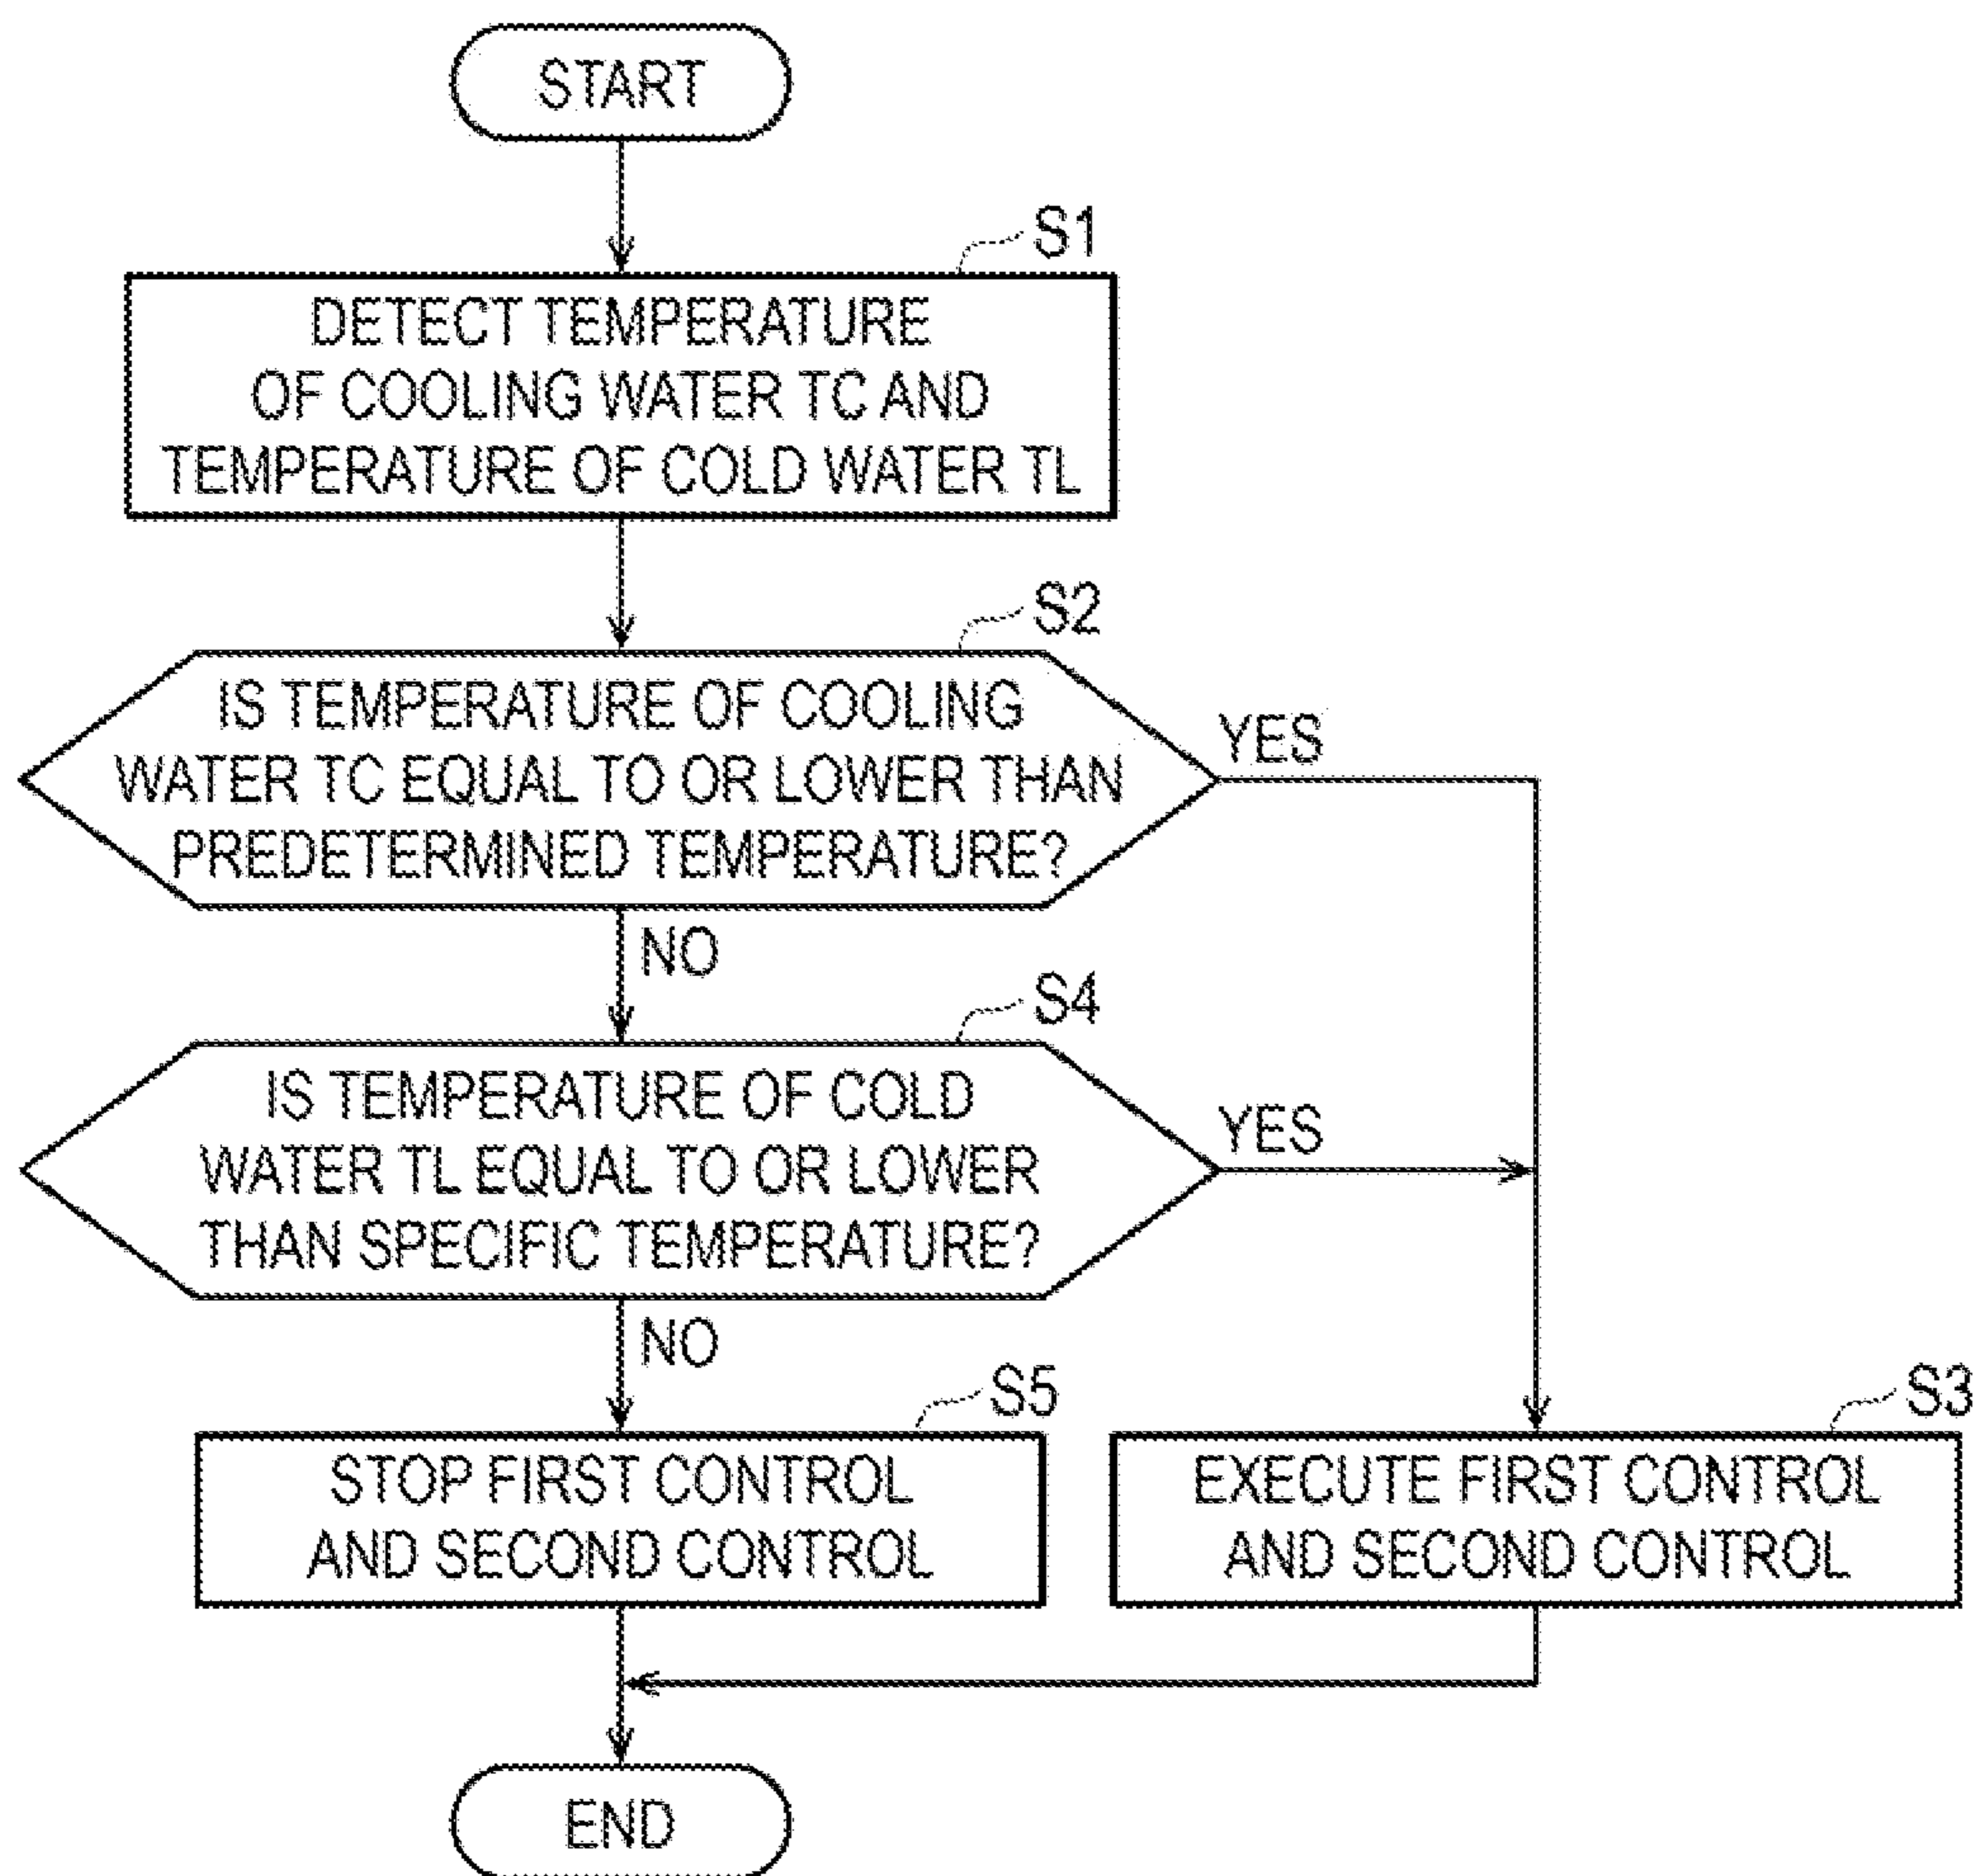 START
S1
DETECT TEMPERATURE
OF COOLING WATER TC AND
TEMPERATURE OF COLD WATER TL
S2
IS TEMPERATURE OF COOLING
WATER TC EQUAL TO OR LOWER THAN
PREDETERMINED TEMPERATURE?
YES
NO
S4
IS TEMPERATURE OF COLD
WATER TL EQUAL TO OR LOWER
THAN SPECIFIC TEMPERATURE?
YES
NO
S5
STOP FIRST CONTROL
AND SECOND CONTROL
S3
EXECUTE FIRST CONTROL
AND SECOND CONTROL
END